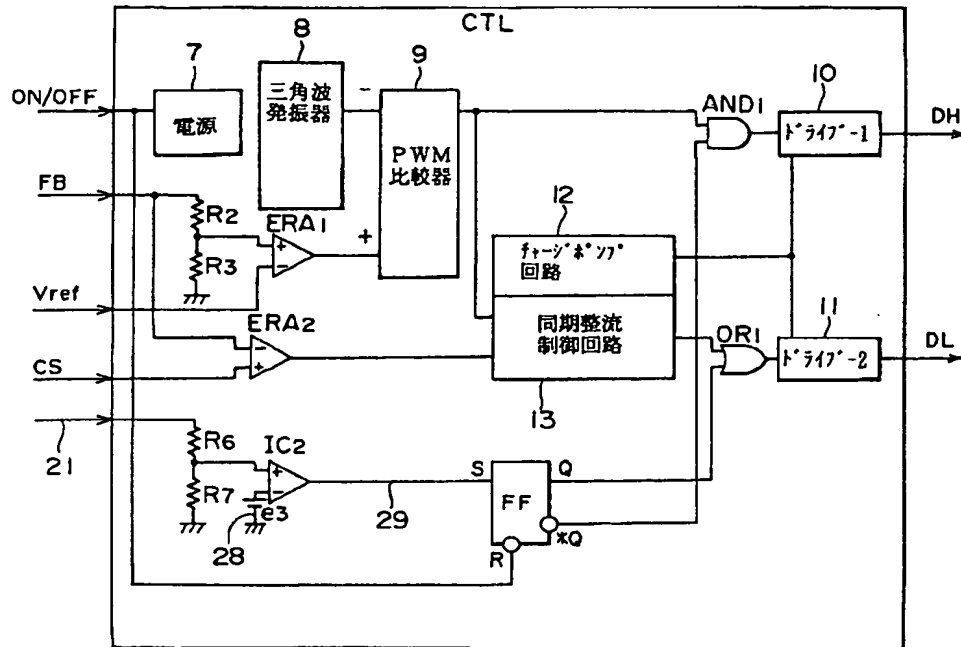 CTL
7
8
9
10
ON/OFF
電源
三角波
発振器
-
PWM
比較器
AND1
ドライブ-1
DH
FB
R2
ERA1
+
-
+
R3
12
チャージポンプ
回路
Vref
ERA2
-
+
同期整流
制御回路
13
11
OR1
ドライブ-2
DL
CS
21
R6
IC2
+
-
R7
e3
28
29
S
Q
FF
*Q
R